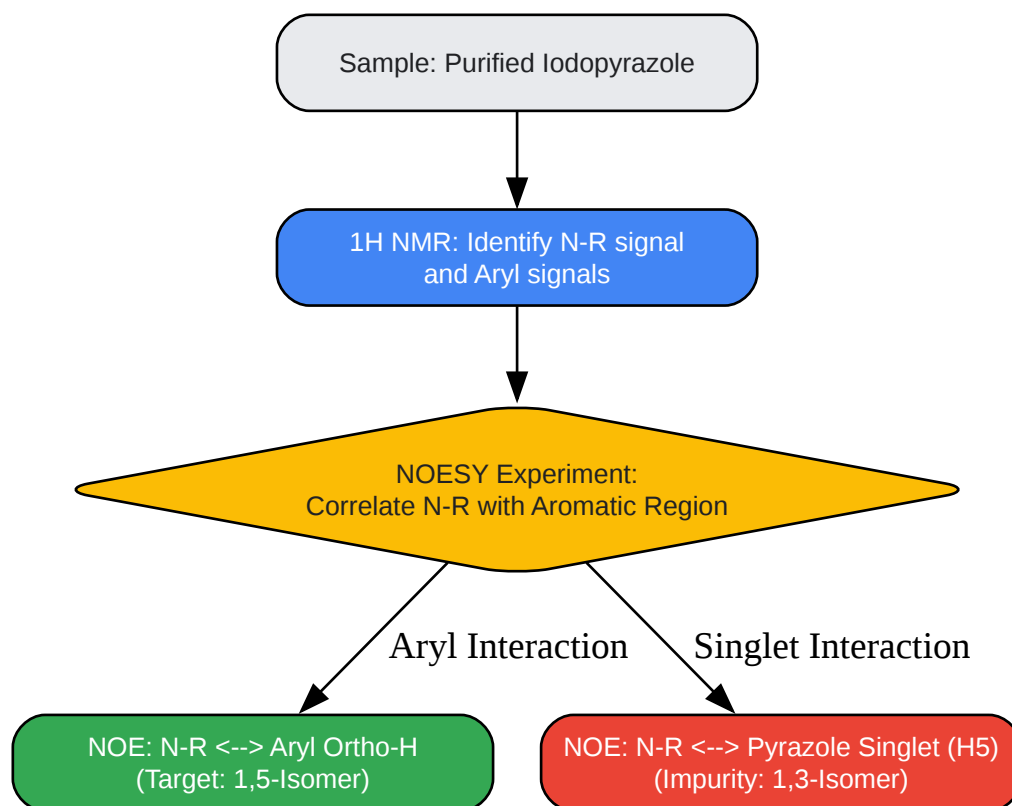 Sample: Purified Iodopyrazole
1H NMR: Identify N-R signal
and Aryl signals
NOESY Experiment:
Correlate N-R with Aromatic Region
Aryl Interaction
Singlet Interaction
NOE: N-R <--> Aryl Ortho-H
(Target: 1,5-Isomer)
NOE: N-R <--> Pyrazole Singlet (H5)
(Impurity: 1,3-Isomer)